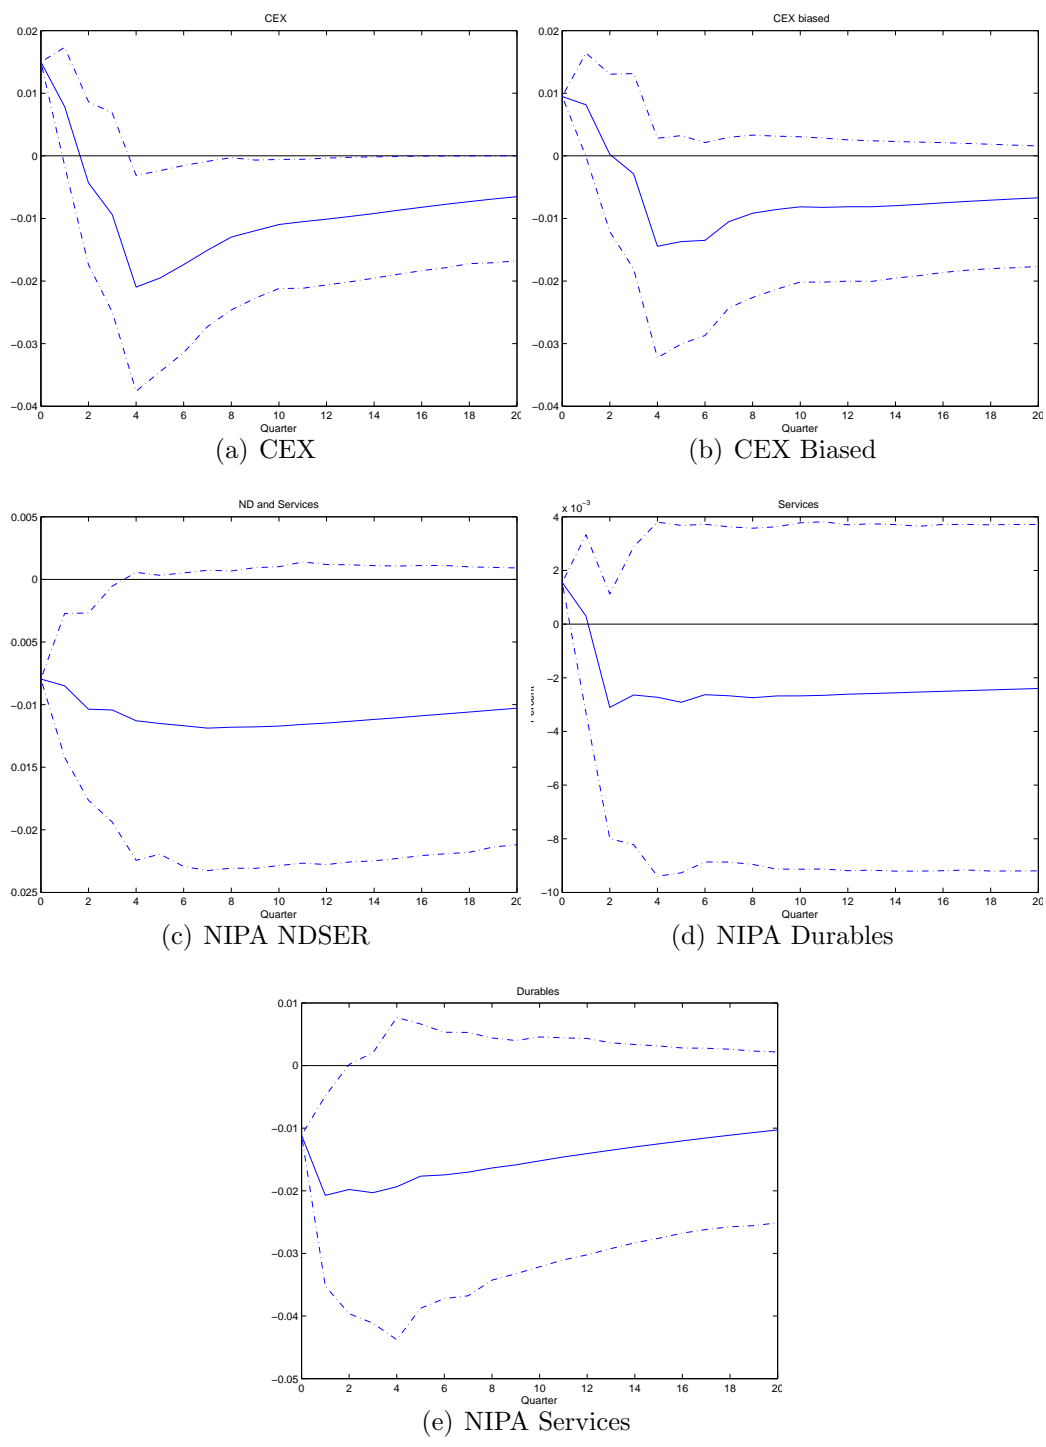 CEX
0.02
0.01
0
−0.01
−0.02
−0.03
−0.04
0 2 4 6 8 10 12 14 16 18 20
Quarter
(a) CEX
CEX biased
0.02
0.01
0
−0.01
−0.02
−0.03
−0.04
0 2 4 6 8 10 12 14 16 18 20
Quarter
(b) CEX Biased
ND and Services
0.005
0
0.005
−0.01
0.015
−0.02
0.025
0 2 4 6 8 10 12 14 16 18 20
Quarter
(c) NIPA NDSER
Services
x 10⁻³
4
2
0
−2
−4
−6
−8
−10
0 2 4 6 8 10 12 14 16 18 20
Quarter
(d) NIPA Durables
Durables
0.01
0
−0.01
−0.02
−0.03
−0.04
−0.05
0 2 4 6 8 10 12 14 16 18 20
Quarter
(e) NIPA Services